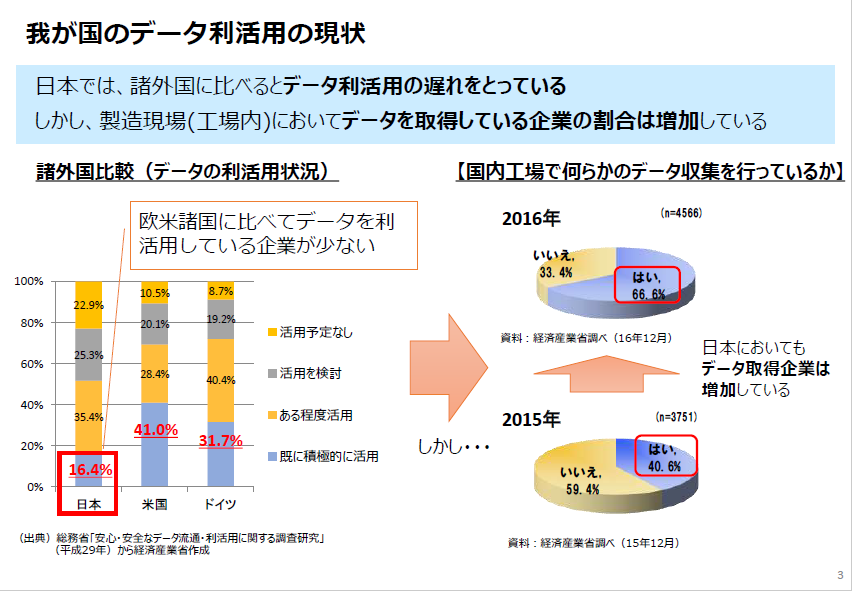 我が国のデータ利活用の現状
日本では、諸外国に比べるとデータ利活用の遅れをとっている
しかし、製造現場(工場内)においてデータを取得している企業の割合は増加している
諸外国比較（データの利活用状況）
欧米諸国に比べてデータを利
活用している企業が少ない
100%
80%
60%
40%
20%
0%
22.9%
25.3%
35.4%
16.4%
日本
10.5%
20.1%
28.4%
41.0%
米国
8.7%
19.2%
40.4%
31.7%
ドイツ
活用予定なし
活用を検討
ある程度活用
既に積極的に活用
（出典）総務省「安心・安全なデータ流通・利活用に関する調査研究」
（平成29年）から経済産業省作成
しかし・・・
【国内工場で何らかのデータ収集を行っているか】
2016年
（n=4566)
いいえ,
33.4%
はい,
66.6%
資料：経済産業省調べ（16年12月）
日本においても
データ取得企業は
増加している
2015年
（n=3751)
はい,
40.6%
いいえ,
59.4%
資料：経済産業省調べ（15年12月）
3